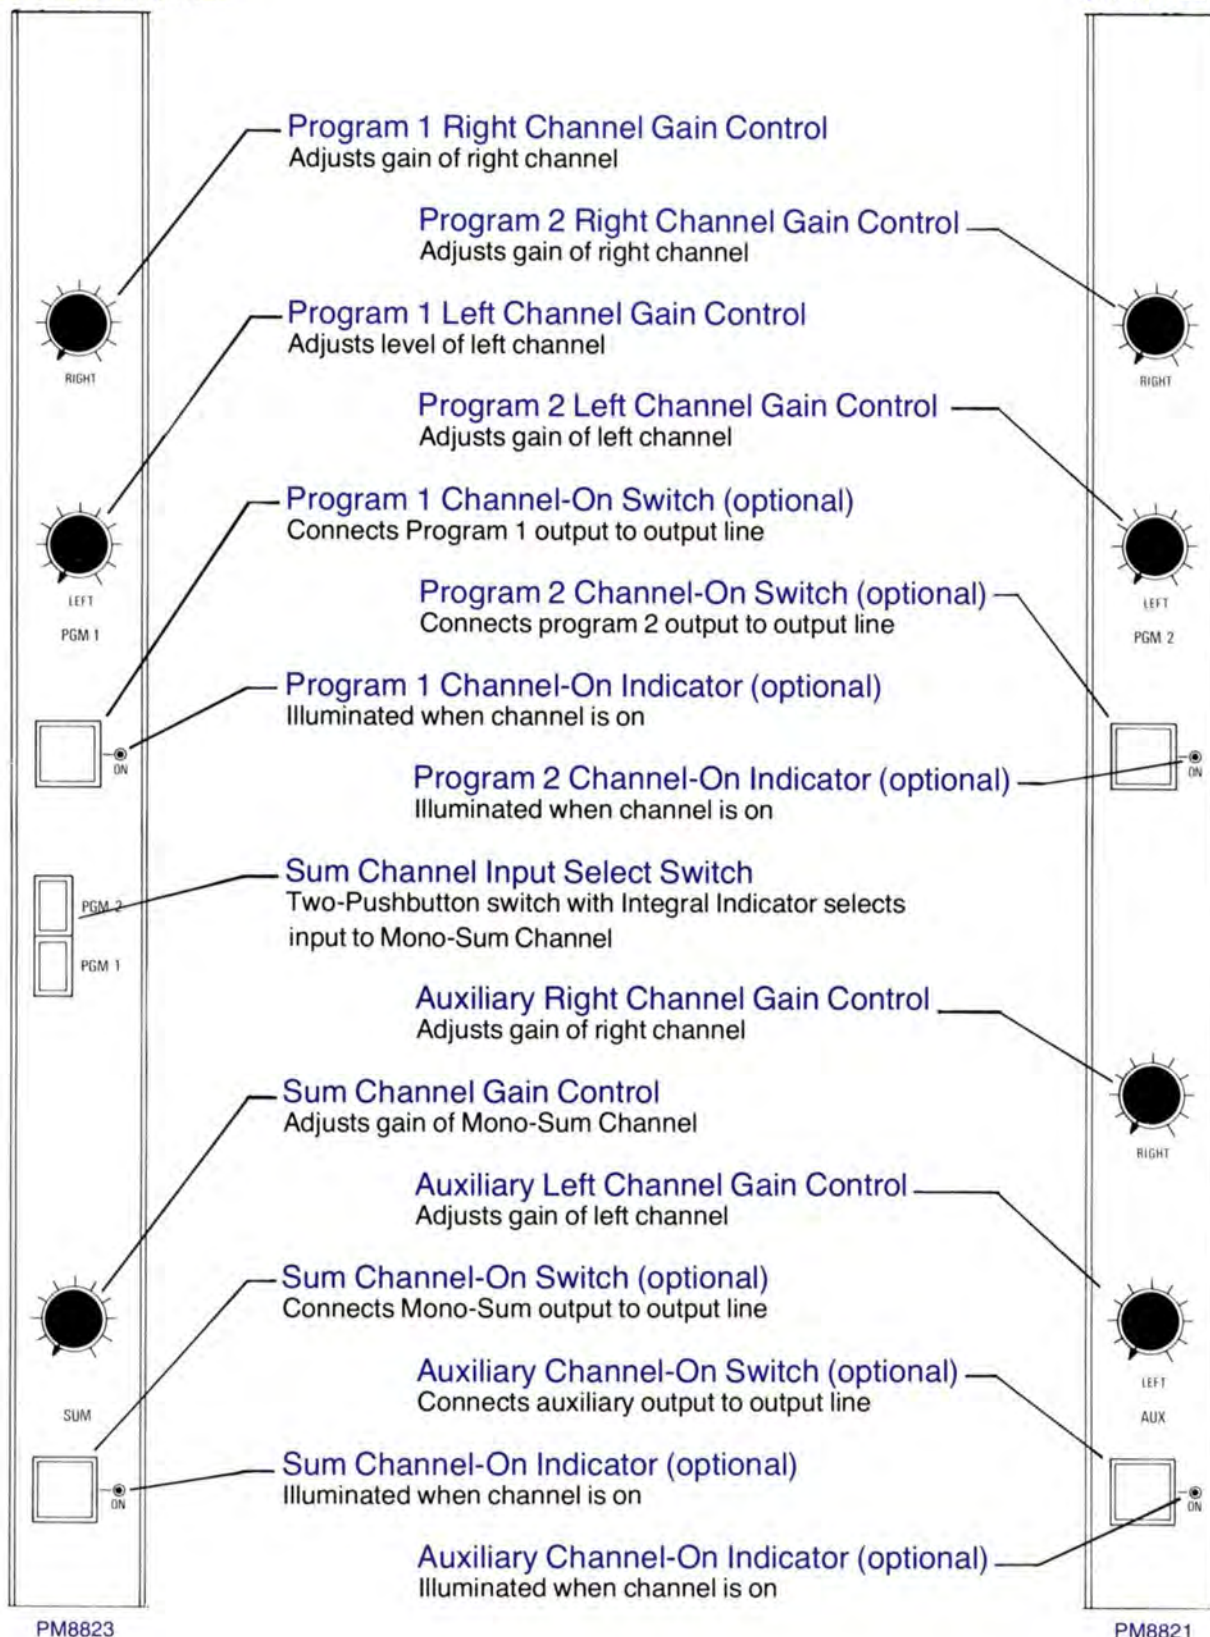 Program 1 Right Channel Gain Control
Adjusts gain of right channel
Program 2 Right Channel Gain Control
Adjusts gain of right channel
Program 1 Left Channel Gain Control
Adjusts level of left channel
Program 2 Left Channel Gain Control
Adjusts gain of left channel
Program 1 Channel-On Switch (optional)
Connects Program 1 output to output line
Program 2 Channel-On Switch (optional)
Connects program 2 output to output line
Program 1 Channel-On Indicator (optional)
Illuminated when channel is on
Program 2 Channel-On Indicator (optional)
Illuminated when channel is on
Sum Channel Input Select Switch
Two-Pushbutton switch with Integral Indicator selects
input to Mono-Sum Channel
Auxiliary Right Channel Gain Control
Adjusts gain of right channel
Sum Channel Gain Control
Adjusts gain of Mono-Sum Channel
Auxiliary Left Channel Gain Control
Adjusts gain of left channel
Sum Channel-On Switch (optional)
Connects Mono-Sum output to output line
Auxiliary Channel-On Switch (optional)
Connects auxiliary output to output line
Sum Channel-On Indicator (optional)
Illuminated when channel is on
Auxiliary Channel-On Indicator (optional)
Illuminated when channel is on
RIGHT
LEFT
PGM 1
ON
PGM 2
PGM 1
SUM
ON
PM8823
RIGHT
LEFT
PGM 2
ON
RIGHT
LEFT
AUX
ON
PM8821